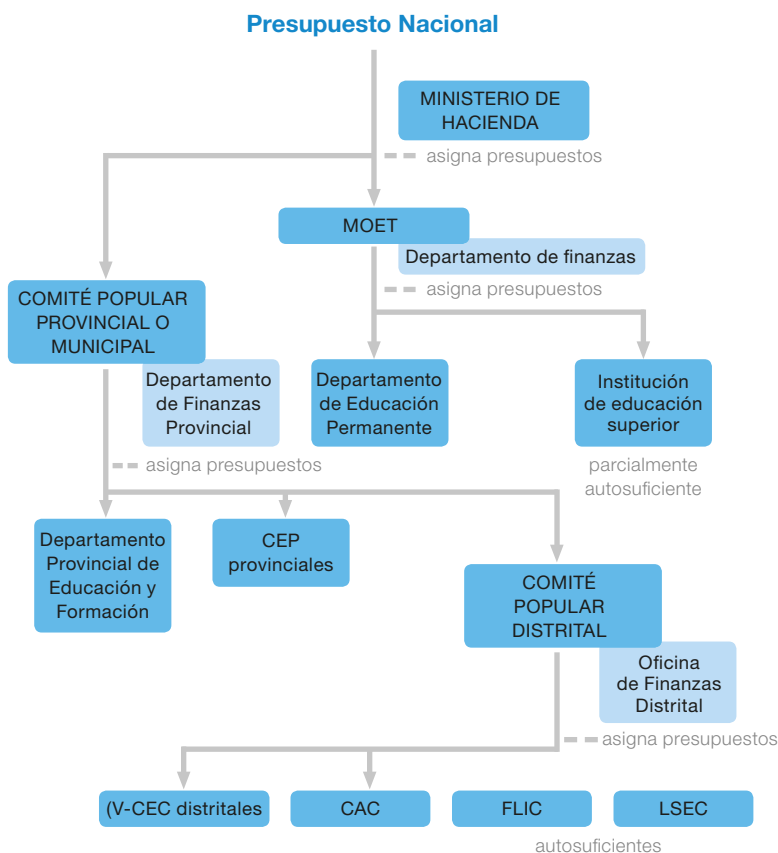 Presupuesto Nacional
MINISTERIO DE
HACIENDA
asigna presupuestos
MOET
Departamento de finanzas
asigna presupuestos
COMITÉ POPULAR
PROVINCIAL O
MUNICIPAL
Departamento
de Finanzas
Provincial
Departamento
de Educación
Permanente
Institución
de educación
superior
parcialmente
autosuficiente
asigna presupuestos
Departamento
Provincial de
Educación y
Formación
CEP
provinciales
COMITÉ
POPULAR
DISTRITAL
Oficina
de Finanzas
Distrital
asigna presupuestos
(V-CEC distritales
CAC
FLIC
LSEC
autosuficientes